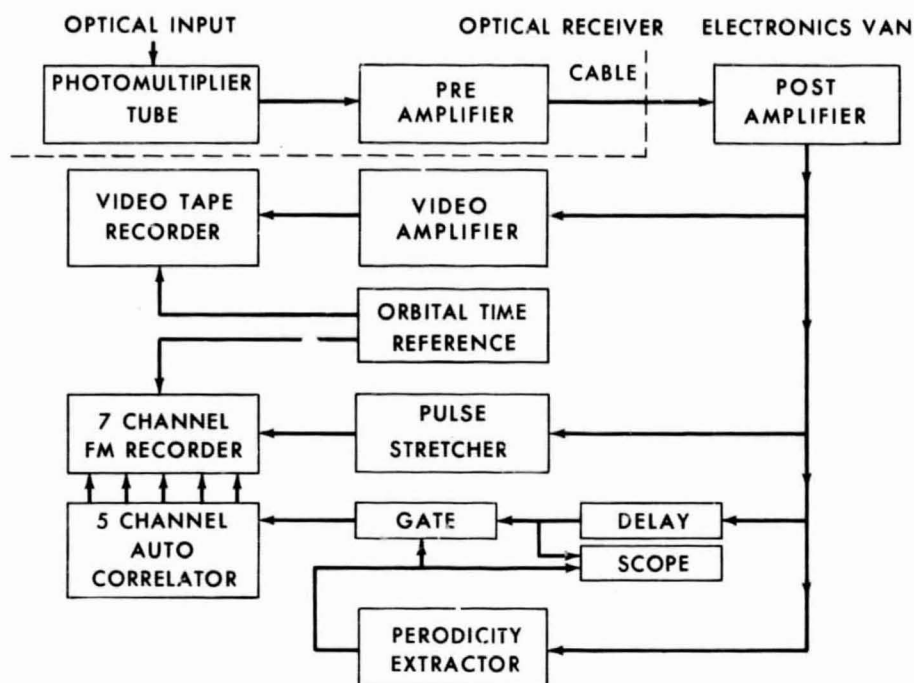 OPTICAL INPUT
OPTICAL RECEIVER
ELECTRONICS VAN
PHOTOMULTIPLIER
TUBE
PRE
AMPLIFIER
CABLE
POST
AMPLIFIER
VIDEO TAPE
RECORDER
VIDEO
AMPLIFIER
ORBITAL TIME
REFERENCE
7 CHANNEL
FM RECORDER
PULSE
STRETCHER
5 CHANNEL
AUTO
CORRELATOR
GATE
DELAY
SCOPE
PERODICITY
EXTRACTOR